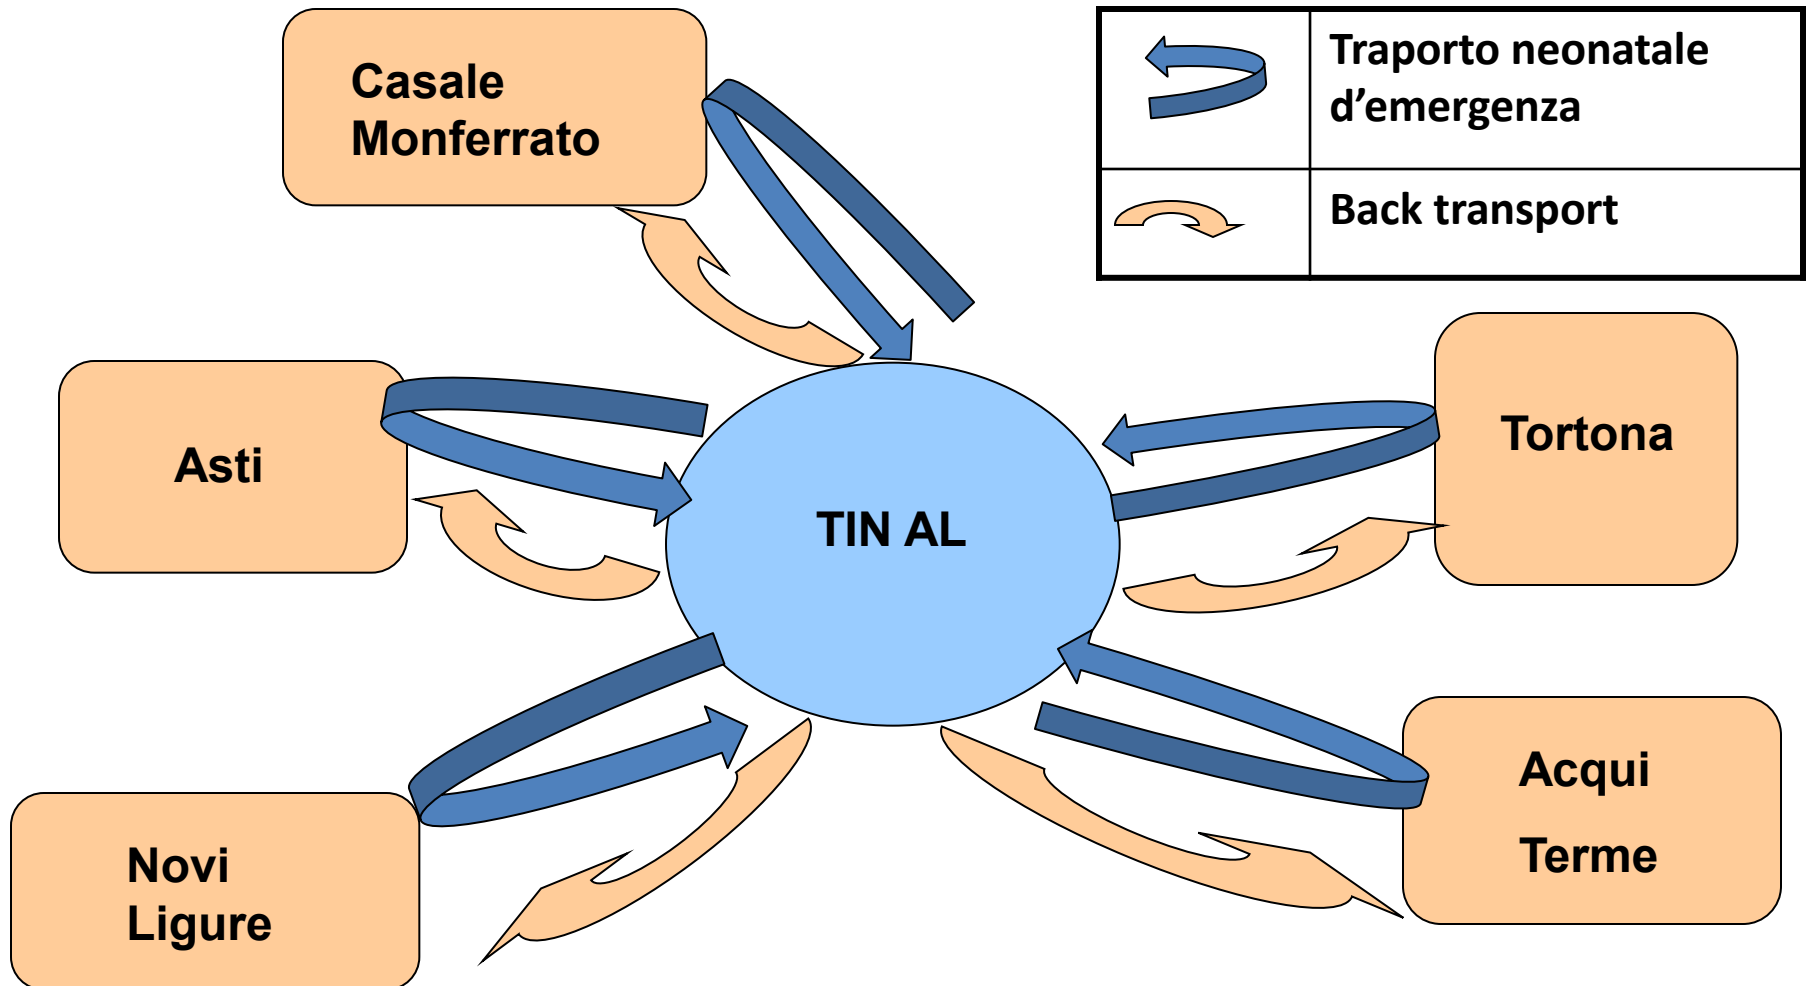 Casale
Monferrato
Traporto neonatale
d’emergenza
Back transport
Asti
TIN AL
Tortona
Novi
Ligure
Acqui
Terme